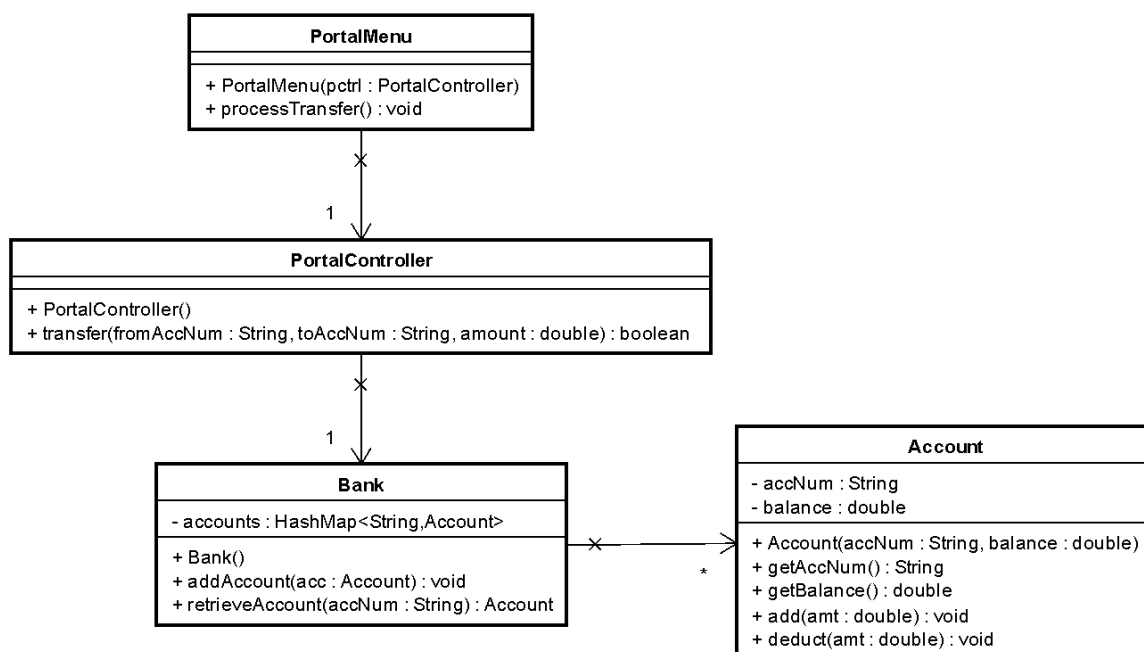 PortalMenu
+ PortalMenu(pctrl : PortalController)
+ processTransfer() : void
1
PortalController
+ PortalController()
+ transfer(fromAccNum : String, toAccNum : String, amount : double) : boolean
1
Bank
- accounts : HashMap<String,Account>
+ Bank()
+ addAccount(acc : Account) : void
+ retrieveAccount(accNum : String) : Account
*
Account
- accNum : String
- balance : double
+ Account(accNum : String, balance : double)
+ getAccNum() : String
+ getBalance() : double
+ add(amt : double) : void
+ deduct(amt : double) : void